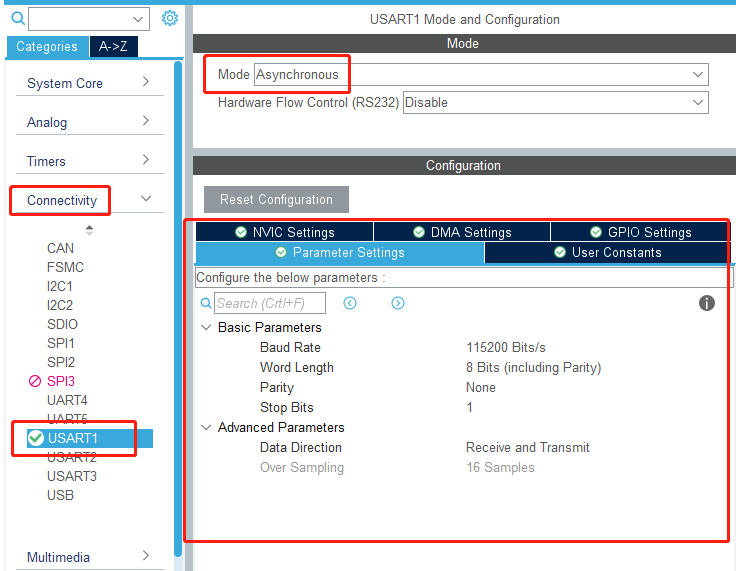 USART1 Mode and Configuration
Categories
A->Z
System Core
Analog
Timers
Connectivity
CAN
FSMC
I2C1
I2C2
SDIO
SPI1
SPI2
SPI3
UART4
UART5
USART1
USART2
USART3
USB
Multimedia
Mode
Mode Asynchronous
Hardware Flow Control (RS232) Disable
Configuration
Reset Configuration
NVIC Settings
DMA Settings
GPIO Settings
Parameter Settings
User Constants
Configure the below parameters :
Search (Crtl+F)
Basic Parameters
Baud Rate 115200 Bits/s
Word Length 8 Bits (including Parity)
Parity None
Stop Bits 1
Advanced Parameters
Data Direction Receive and Transmit
Over Sampling 16 Samples